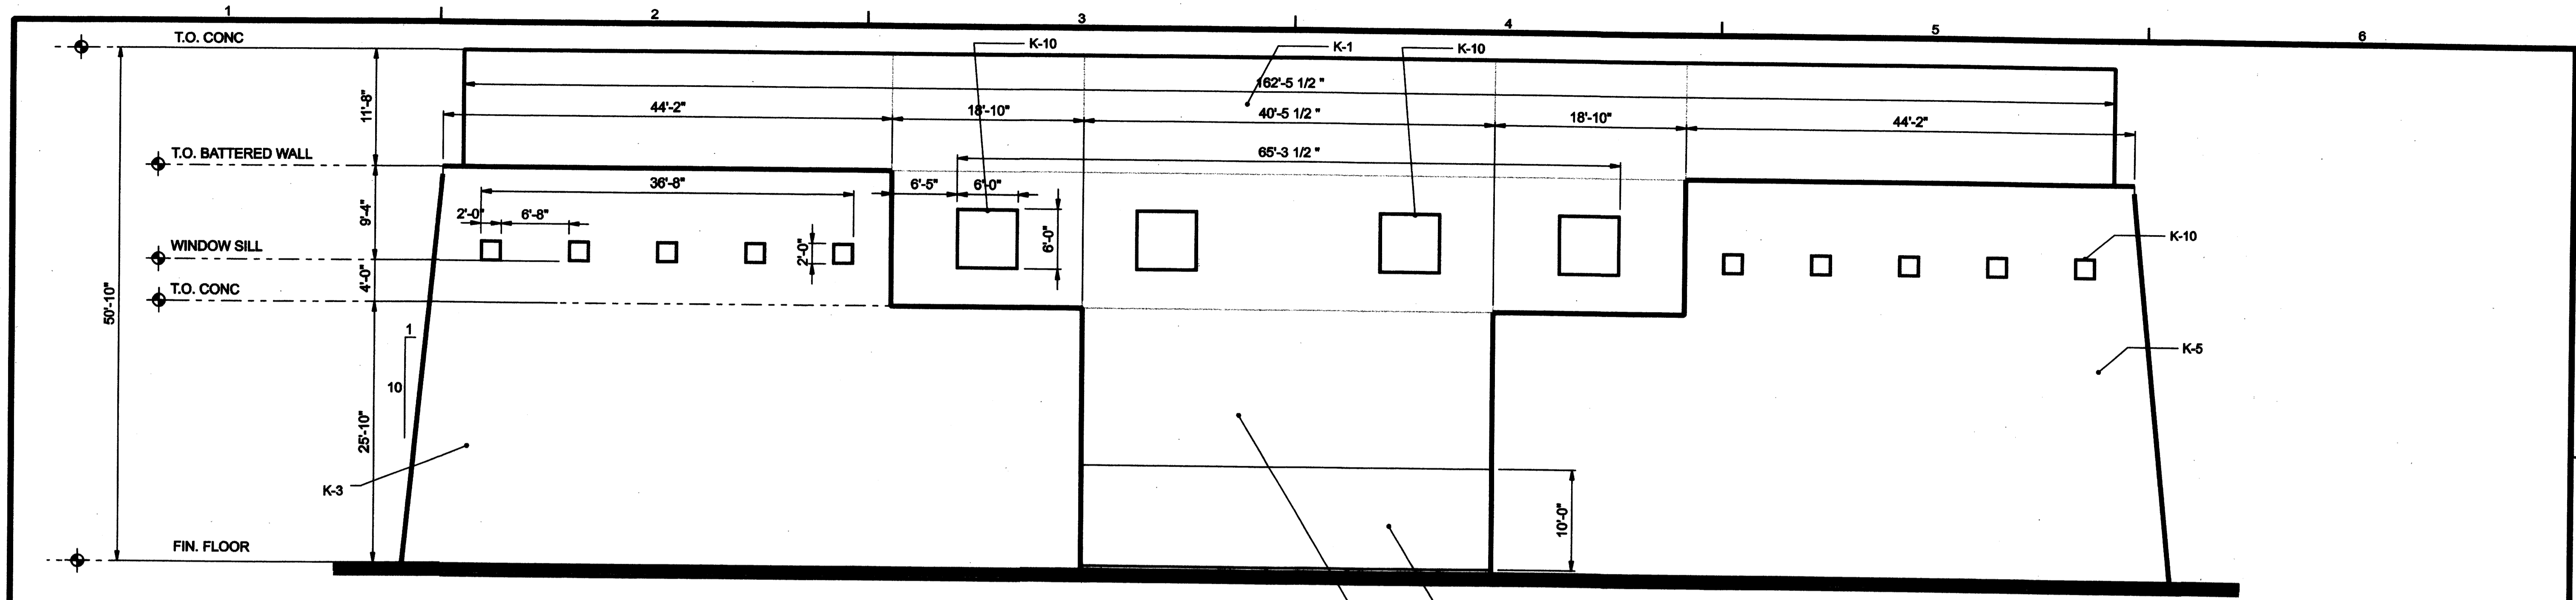 1 2 3 4 5 6
T.O. CONC
K-10 K-1 K-10
162'-5 1/2 "
11'-8"
44'-2" 18'-10" 40'-5 1/2 " 18'-10" 44'-2"
T.O. BATTERED WALL
65'-3 1/2 "
36'-8" 6'-5" 6'-0"
9'-4"
2'-0" 6'-8"
6'-0"
2'-0"
K-10
WINDOW SILL
4'-0"
T.O. CONC
50'-10"
1
10
K-5
25'-10"
K-3
10'-0"
FIN. FLOOR